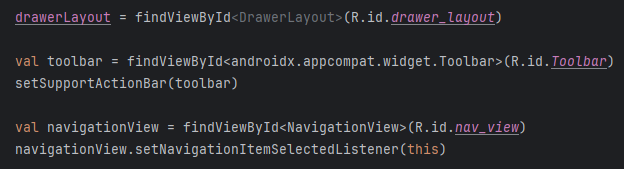 drawerLayout = findViewById<DrawerLayout>(R.id.drawer_layout)
val toolbar = findViewById<androidx.appcompat.widget.Toolbar>(R.id.Toolbar)
setSupportActionBar(toolbar)
val navigationView = findViewById<NavigationView>(R.id.nav_view)
navigationView.setNavigationItemSelectedListener(this)